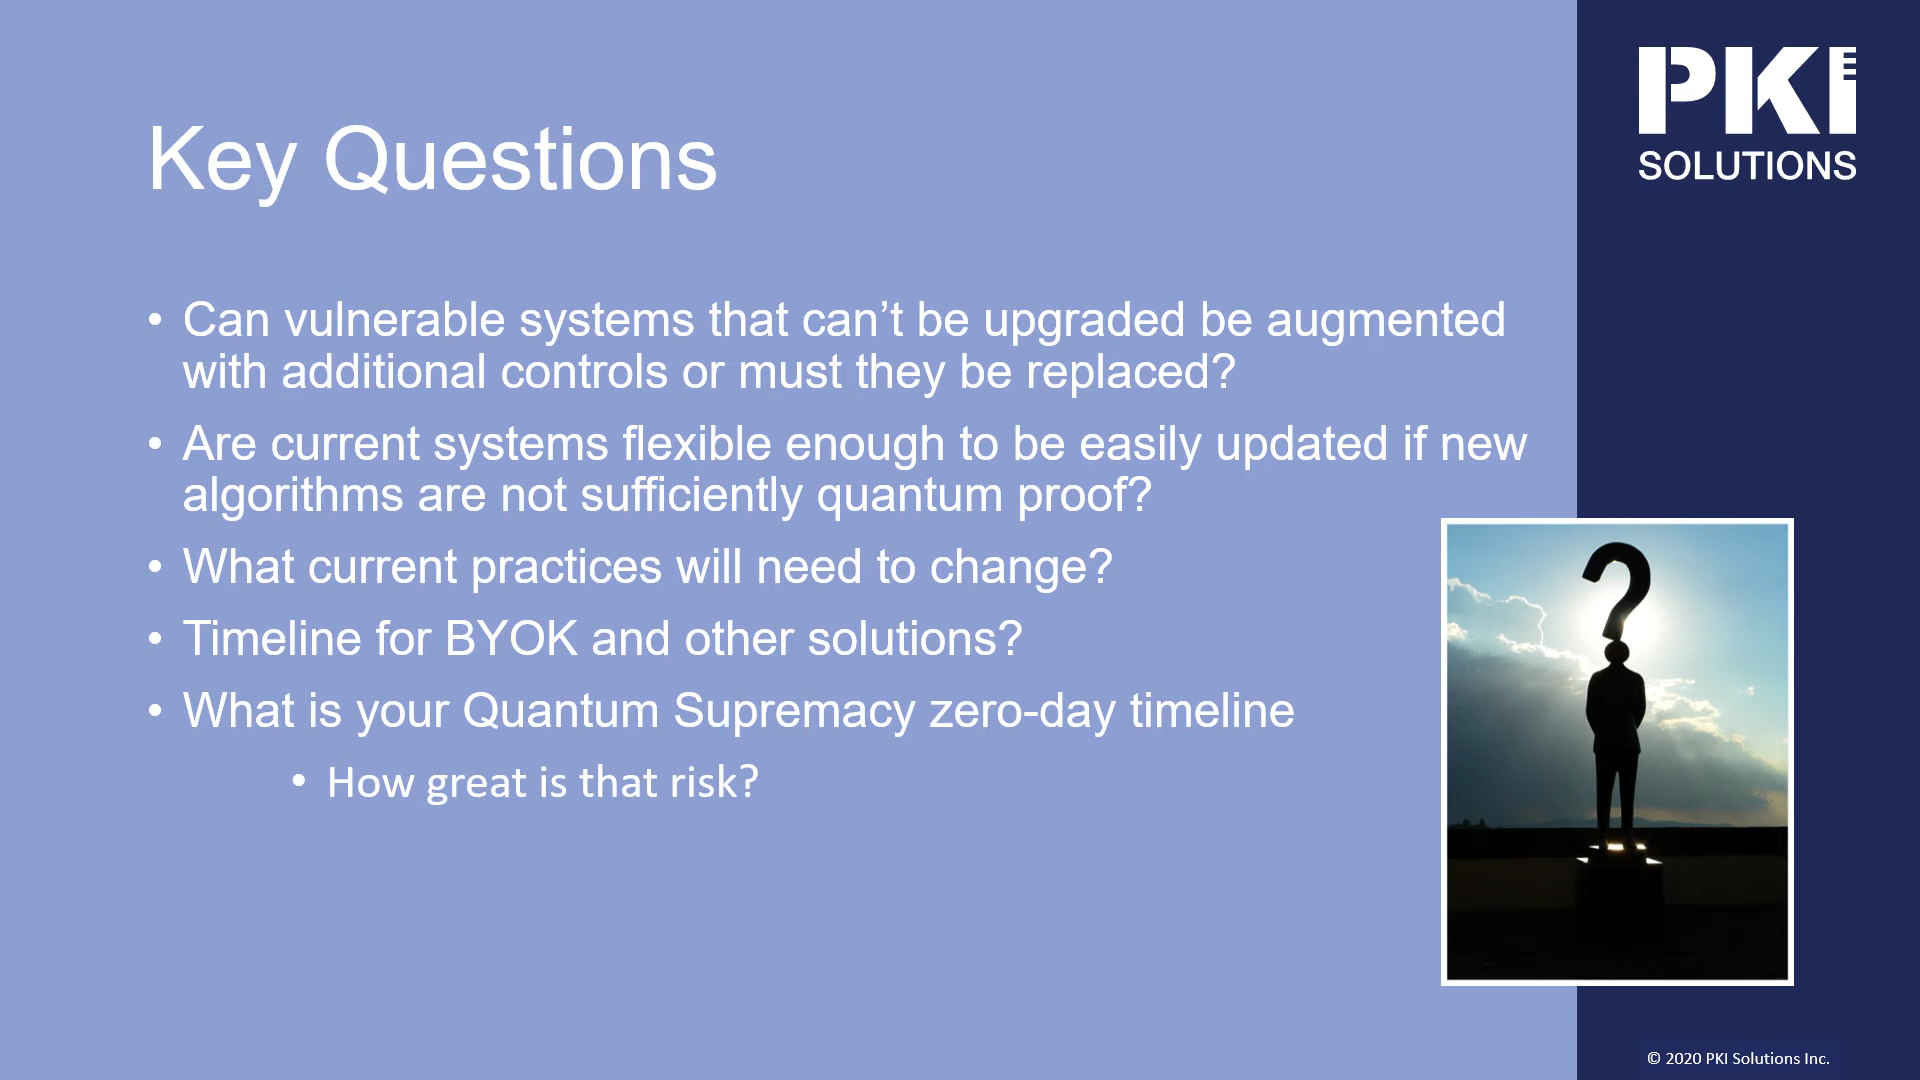 PKI
SOLUTIONS
Key Questions
• Can vulnerable systems that can’t be upgraded be augmented
with additional controls or must they be replaced?
• Are current systems flexible enough to be easily updated if new
algorithms are not sufficiently quantum proof?
• What current practices will need to change?
• Timeline for BYOK and other solutions?
• What is your Quantum Supremacy zero-day timeline
• How great is that risk?
?
© 2020 PKI Solutions Inc.